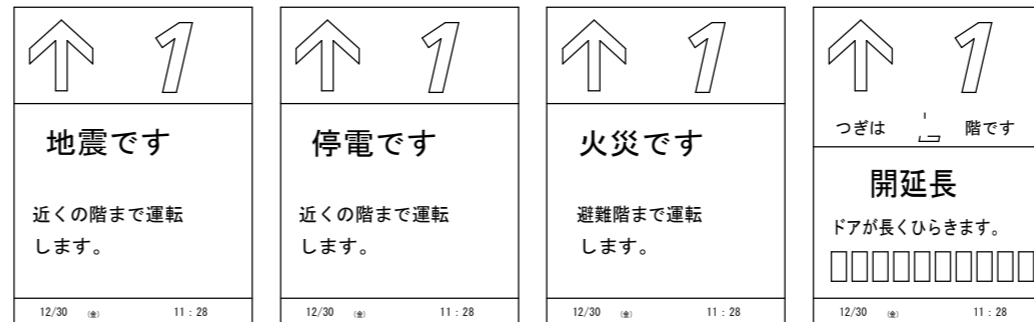 1
地震です
近くの階まで運転
します。
12/30 (金) 11:28
1
停電です
近くの階まで運転
します。
12/30 (金) 11:28
1
火災です
避難階まで運転
します。
12/30 (金) 11:28
1
つぎは 階です
開延長
ドアが長くひらきます。
12/30 (金) 11:28